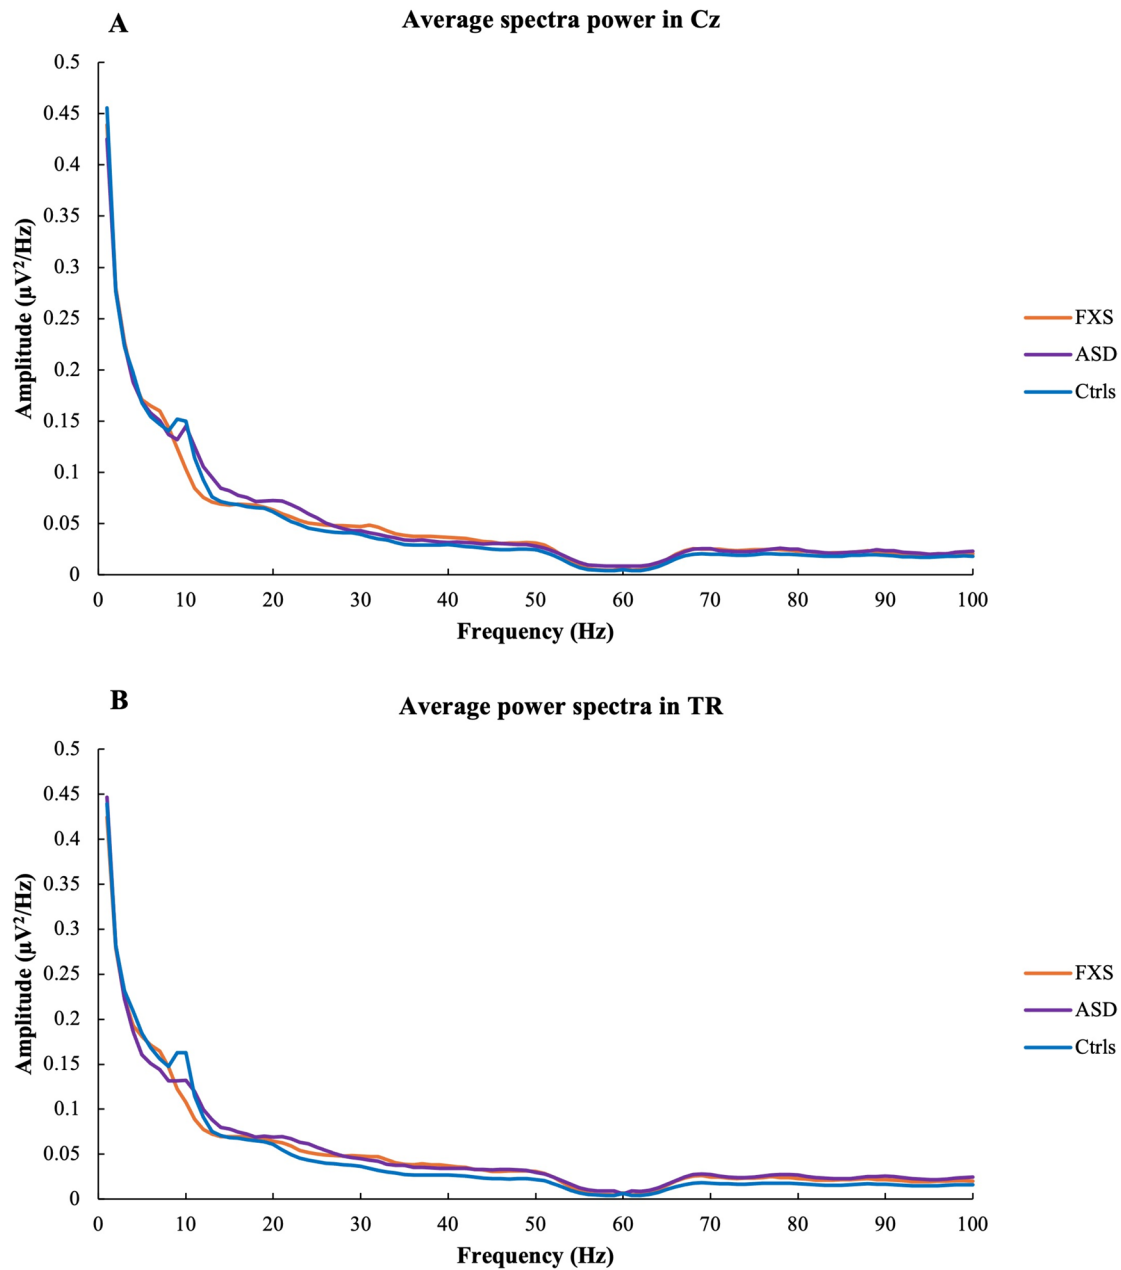 A
Average spectra power in Cz
0.5
0.45
0.4
0.35
0.3
0.25
0.2
0.15
0.1
0.05
0
Amplitude (µV²/Hz)
0 10 20 30 40 50 60 70 80 90 100
Frequency (Hz)
FXS
ASD
Ctrls
B
Average power spectra in TR
0.5
0.45
0.4
0.35
0.3
0.25
0.2
0.15
0.1
0.05
0
Amplitude (µV²/Hz)
0 10 20 30 40 50 60 70 80 90 100
Frequency (Hz)
FXS
ASD
Ctrls